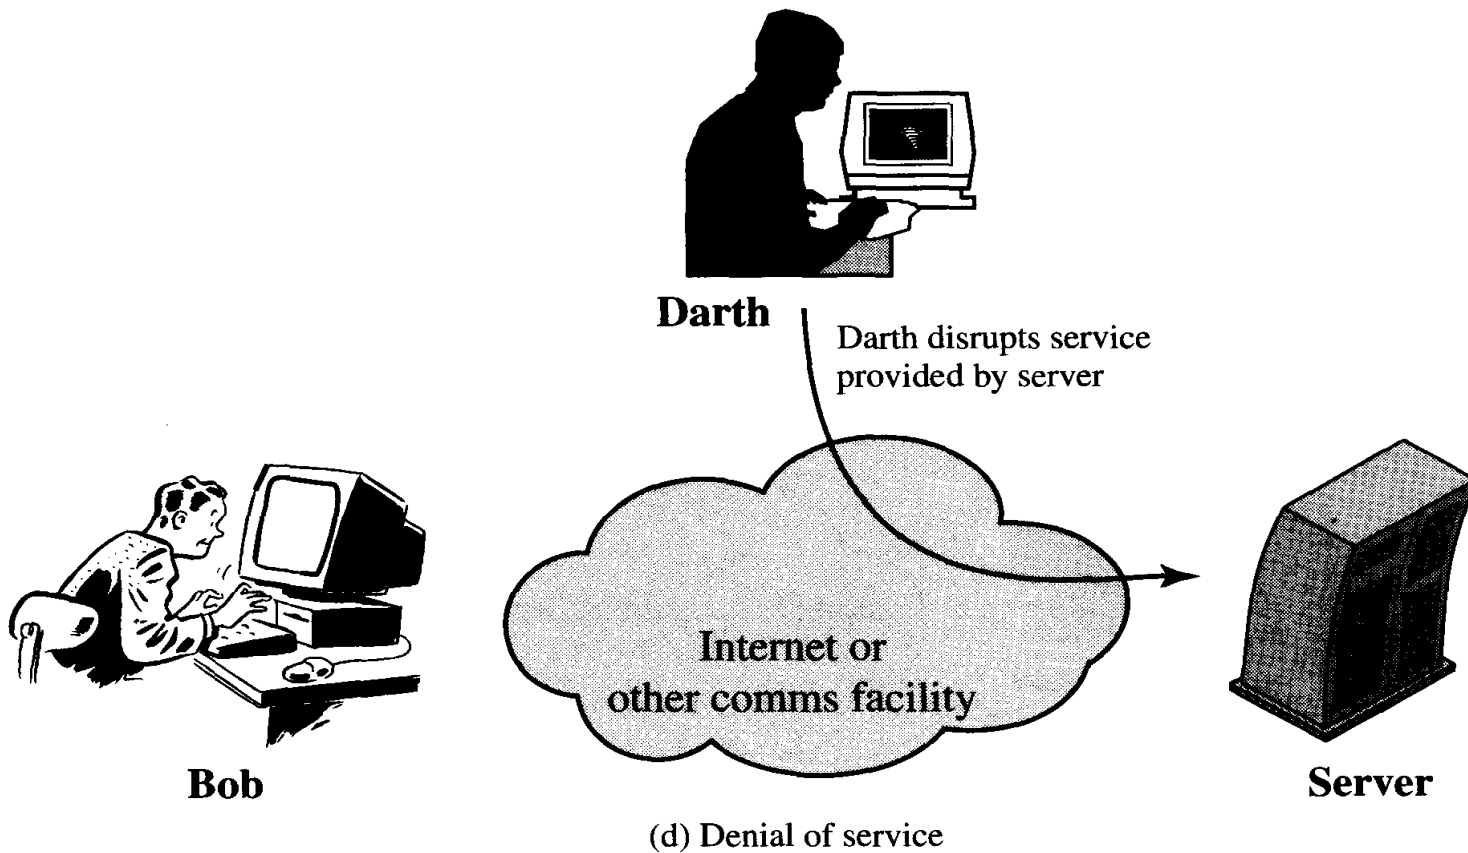 Darth
Darth disrupts service
provided by server
Internet or
other comms facility
Bob
Server
(d) Denial of service